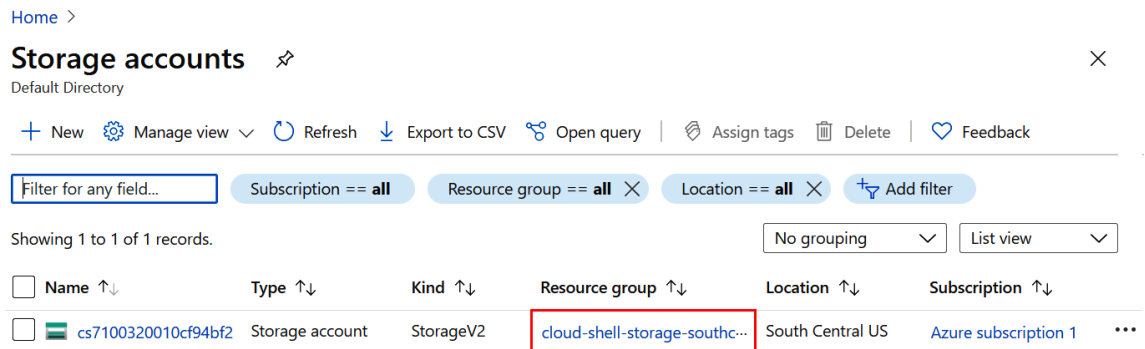 Home >
Storage accounts
Default Directory
New Manage view Refresh Export to CSV Open query Assign tags Delete Feedback
Filter for any field... Subscription == all Resource group == all Location == all Add filter
Showing 1 to 1 of 1 records. No grouping List view
Name Type Kind Resource group Location Subscription
cs7100320010cf94bf2 Storage account StorageV2 cloud-shell-storage-southc... South Central US Azure subscription 1